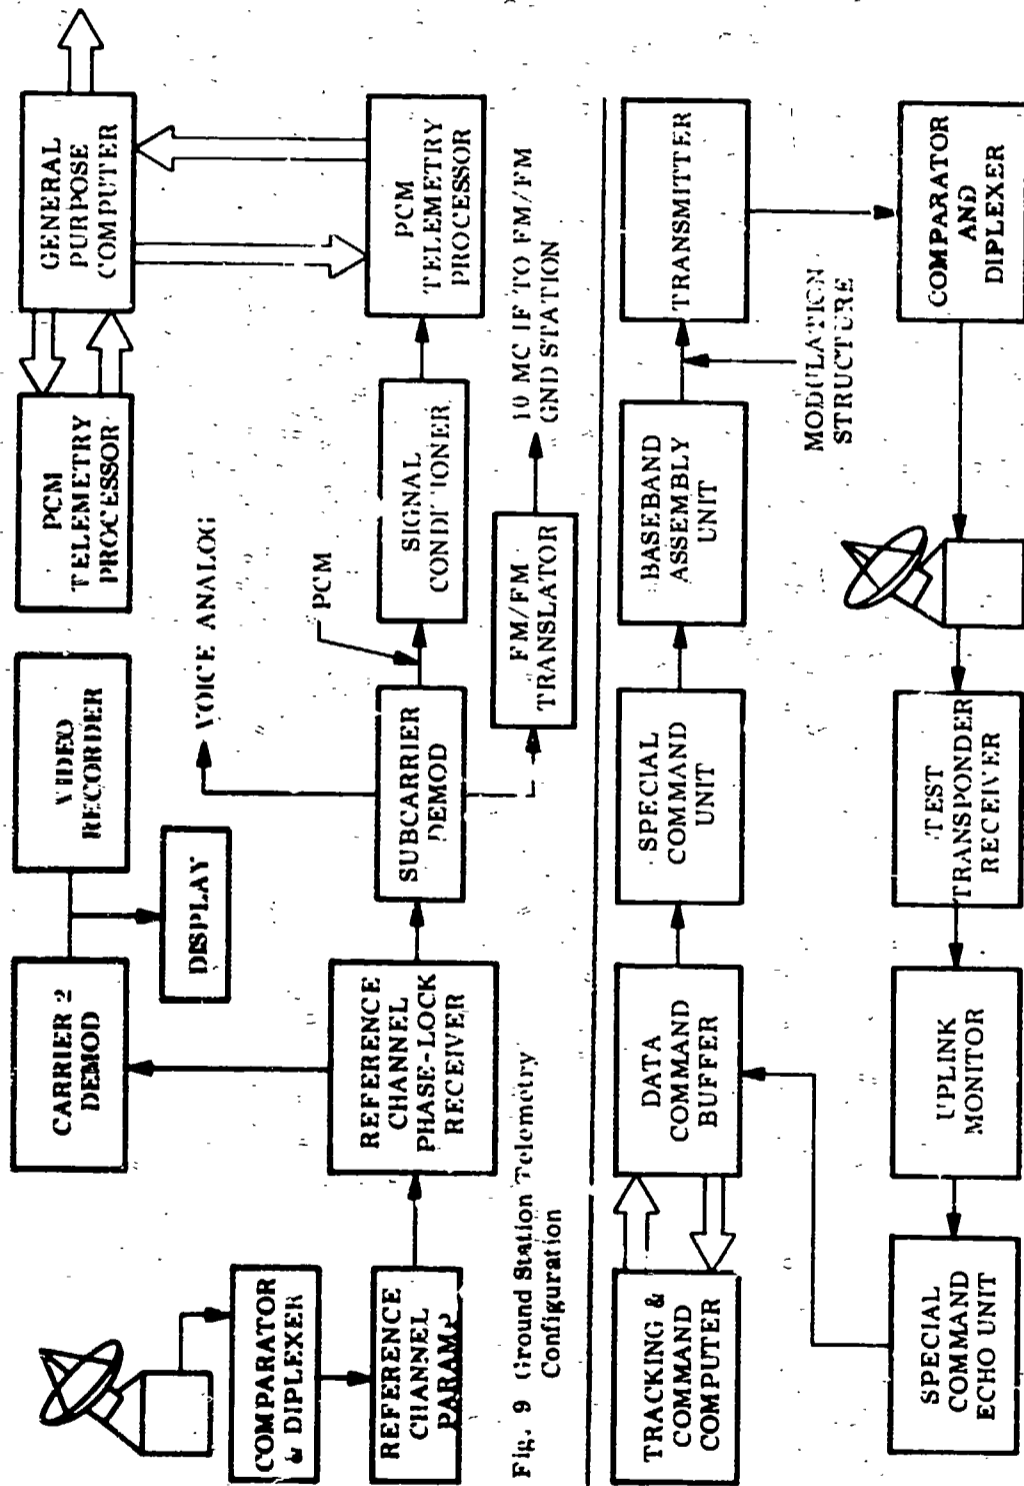 CARRIER 2
DEMOD
VIDEO
RECORDER
DISPLAY
PCM
TELEMETRY
PROCESSOR
GENERAL
PURPOSE
COMPUTER
VOICE ANALOG
COMPARATOR
& DIPLEXER
REFERENCE
CHANNEL
PARAMP
REFERENCE
CHANNEL
PHASE-LOCK
RECEIVER
SUBCARRIER
DEMOD
PCM
SIGNAL
CONDITIONER
PCM
TELEMETRY
PROCESSOR
FM/FM
TRANSLATOR
10 MC IF TO FM/FM
GND STATION
Fig. 9 Ground Station Telemetry
Configuration
TRACKING &
COMMAND
COMPUTER
DATA
COMMAND
BUFFER
SPECIAL
COMMAND
UNIT
BASEBAND
ASSEMBLY
UNIT
TRANSMITTER
MODULATION
STRUCTURE
SPECIAL
COMMAND
ECHO UNIT
UPLINK
MONITOR
TEST
TRANSPONDER
RECEIVER
COMPARATOR
AND
DIPLEXER